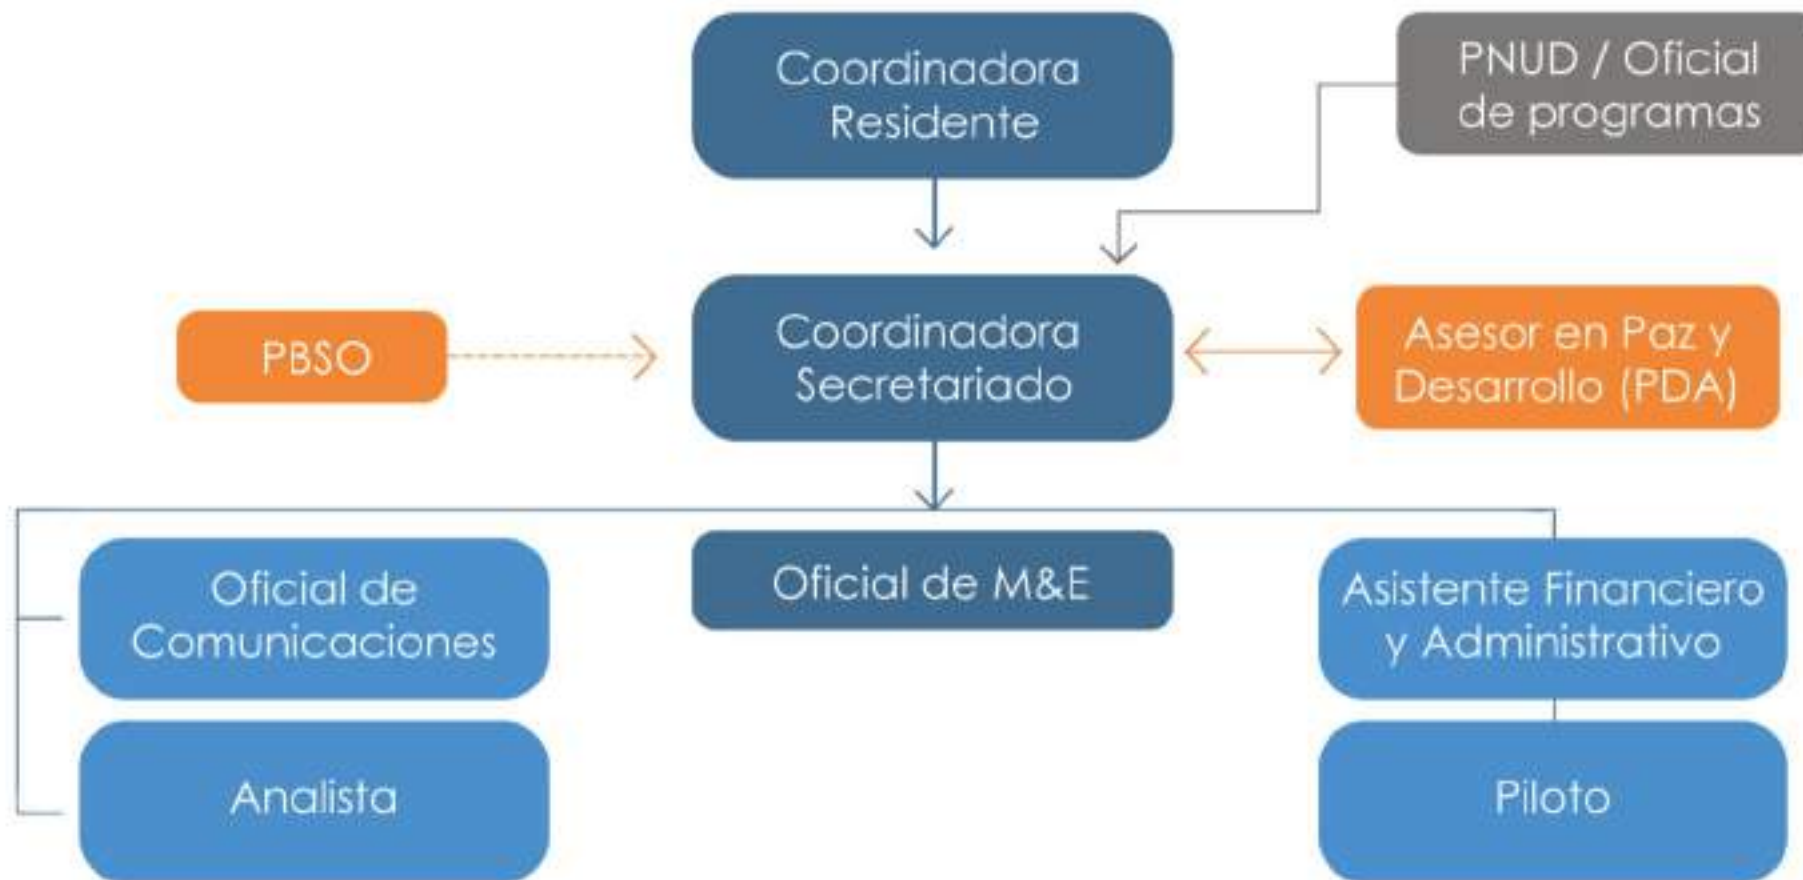 Coordinadora
Residente
PNUD / Oficial
de programas
PBSO
Coordinadora
Secretariado
Asesor en Paz y
Desarrollo (PDA)
Oficial de
Comunicaciones
Oficial de M&E
Asistente Financiero
y Administrativo
Analista
Piloto